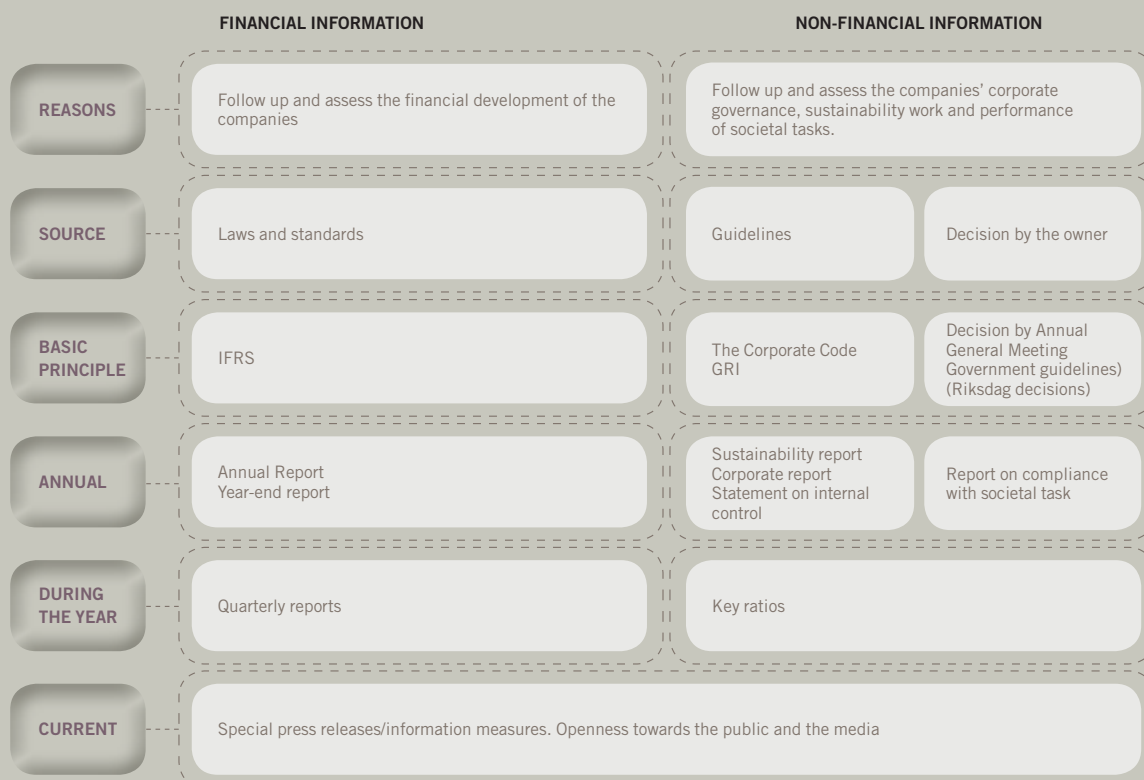 FINANCIAL INFORMATION
NON-FINANCIAL INFORMATION
REASONS
Follow up and assess the financial development of the
companies
Follow up and assess the companies' corporate
governance, sustainability work and performance
of societal tasks.
SOURCE
Laws and standards
Guidelines
Decision by the owner
BASIC
PRINCIPLE
IFRS
The Corporate Code
GRI
Decision by Annual
General Meeting
Government guidelines)
(Riksdag decisions)
ANNUAL
Annual Report
Year-end report
Sustainability report
Corporate report
Statement on internal
control
Report on compliance
with societal task
DURING
THE YEAR
Quarterly reports
Key ratios
CURRENT
Special press releases/information measures. Openness towards the public and the media